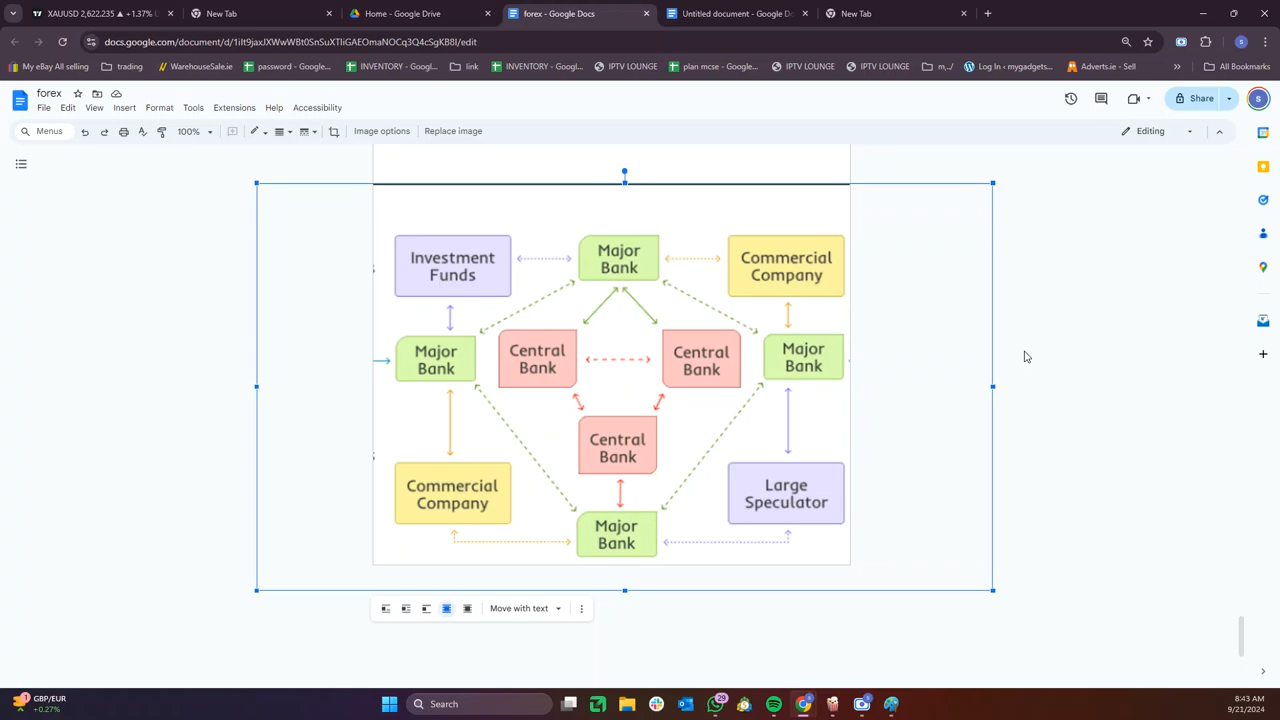 XAUUSD 2,622.235 ▲ +1.37%
New Tab
Home - Google Drive
forex - Google Docs
Untitled document - Google Do
New Tab
docs.google.com/document/d/1iIt9jaxJXWwWBt0SnSuXTIiGAEOmaNOCq3Q4cSgKB8I/edit
My eBay All selling
trading
WarehouseSale.ie
password - Google...
INVENTORY - Googl...
link
INVENTORY - Googl...
IPTV LOUNGE
plan mcse - Googl...
IPTV LOUNGE
IPTV LOUNGE
m,./
Log In ‹ mygadgets...
Adverts.ie - Sell
All Bookmarks
forex
File Edit View Insert Format Tools Extensions Help Accessibility
Share
S
Menus
100%
Image options
Replace image
Editing
Investment
Funds
Major
Bank
Commercial
Company
Major
Bank
Central
Bank
Central
Bank
Major
Bank
Central
Bank
Commercial
Company
Large
Speculator
Major
Bank
Move with text
GBP/EUR
+0.27%
Search
29
8:43 AM
9/21/2024